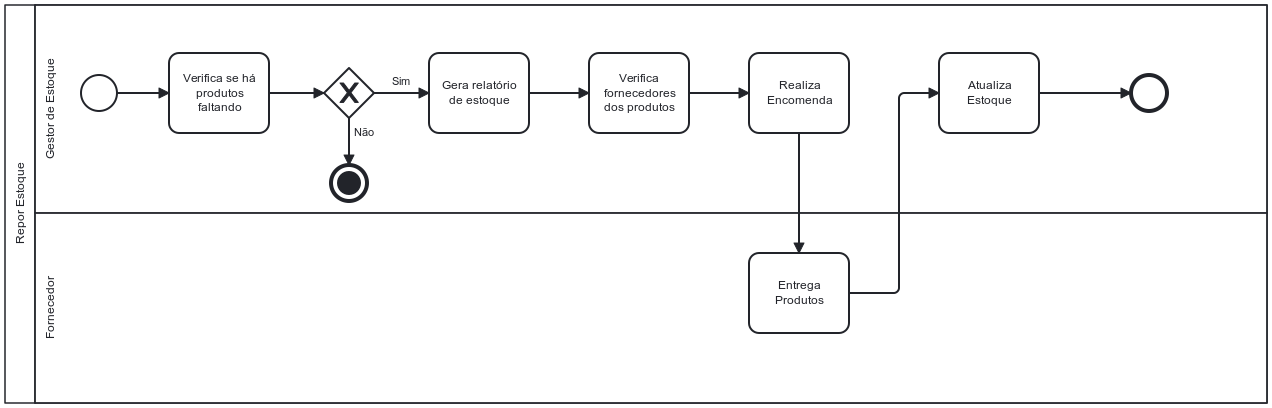 Repor Estoque
Gestor de Estoque
Verifica se há
produtos
faltando
Sim
Não
Gera relatório
de estoque
Verifica
fornecedores
dos produtos
Realiza
Encomenda
Atualiza
Estoque
Fornecedor
Entrega
Produtos